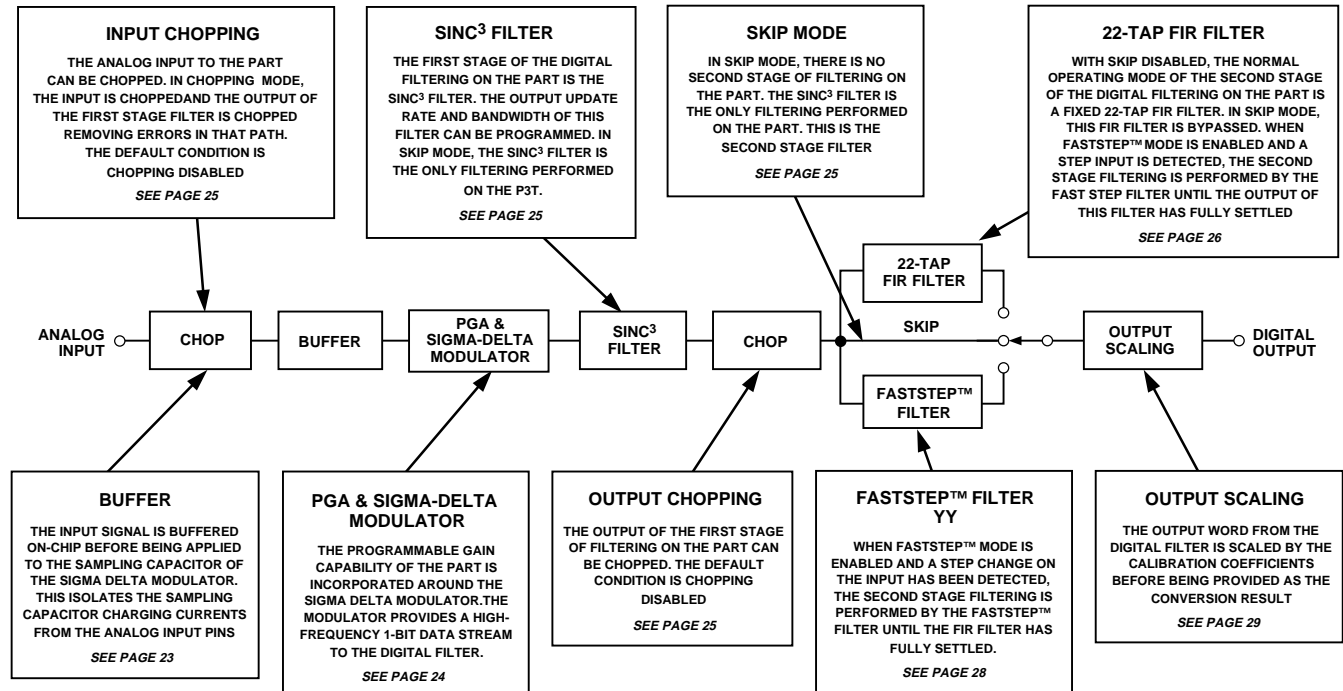 INPUT CHOPPING
THE ANALOG INPUT TO THE PART
CAN BE CHOPPED. IN CHOPPING MODE,
THE INPUT IS CHOPPEDAND THE OUTPUT OF
THE FIRST STAGE FILTER IS CHOPPED
REMOVING ERRORS IN THAT PATH.
THE DEFAULT CONDITION IS
CHOPPING DISABLED
SEE PAGE 25
SINC³ FILTER
THE FIRST STAGE OF THE DIGITAL
FILTERING ON THE PART IS THE
SINC³ FILTER. THE OUTPUT UPDATE
RATE AND BANDWIDTH OF THIS
FILTER CAN BE PROGRAMMED. IN
SKIP MODE, THE SINC³ FILTER IS
THE ONLY FILTERING PERFORMED
ON THE P3T.
SEE PAGE 25
SKIP MODE
IN SKIP MODE, THERE IS NO
SECOND STAGE OF FILTERING ON
THE PART. THE SINC³ FILTER IS
THE ONLY FILTERING PERFORMED
ON THE PART. THIS IS THE
SECOND STAGE FILTER
SEE PAGE 25
22-TAP FIR FILTER
WITH SKIP DISABLED, THE NORMAL
OPERATING MODE OF THE SECOND STAGE
OF THE DIGITAL FILTERING ON THE PART IS
A FIXED 22-TAP FIR FILTER. IN SKIP MODE,
THIS FIR FILTER IS BYPASSED. WHEN
FASTSTEP™ MODE IS ENABLED AND A
STEP INPUT IS DETECTED, THE SECOND
STAGE FILTERING IS PERFORMED BY THE
FAST STEP FILTER UNTIL THE OUTPUT OF
THIS FILTER HAS FULLY SETTLED
SEE PAGE 26
ANALOG
INPUT
CHOP
BUFFER
PGA &
SIGMA-DELTA
MODULATOR
SINC³
FILTER
CHOP
22-TAP
FIR FILTER
SKIP
FASTSTEP™
FILTER
OUTPUT
SCALING
DIGITAL
OUTPUT
BUFFER
THE INPUT SIGNAL IS BUFFERED
ON-CHIP BEFORE BEING APPLIED
TO THE SAMPLING CAPACITOR OF
THE SIGMA DELTA MODULATOR.
THIS ISOLATES THE SAMPLING
CAPACITOR CHARGING CURRENTS
FROM THE ANALOG INPUT PINS
SEE PAGE 23
PGA & SIGMA-DELTA
MODULATOR
THE PROGRAMMABLE GAIN
CAPABILITY OF THE PART IS
INCORPORATED AROUND THE
SIGMA DELTA MODULATOR.THE
MODULATOR PROVIDES A HIGH-
FREQUENCY 1-BIT DATA STREAM
TO THE DIGITAL FILTER.
SEE PAGE 24
OUTPUT CHOPPING
THE OUTPUT OF THE FIRST STAGE
OF FILTERING ON THE PART CAN
BE CHOPPED. THE DEFAULT
CONDITION IS CHOPPING
DISABLED
SEE PAGE 25
FASTSTEP™ FILTER
YY
WHEN FASTSTEP™ MODE IS
ENABLED AND A STEP CHANGE ON
THE INPUT HAS BEEN DETECTED,
THE SECOND STAGE FILTERING IS
PERFORMED BY THE FASTSTEP™
FILTER UNTIL THE FIR FILTER HAS
FULLY SETTLED.
SEE PAGE 28
OUTPUT SCALING
THE OUTPUT WORD FROM THE
DIGITAL FILTER IS SCALED BY THE
CALIBRATION COEFFICIENTS
BEFORE BEING PROVIDED AS THE
CONVERSION RESULT
SEE PAGE 29